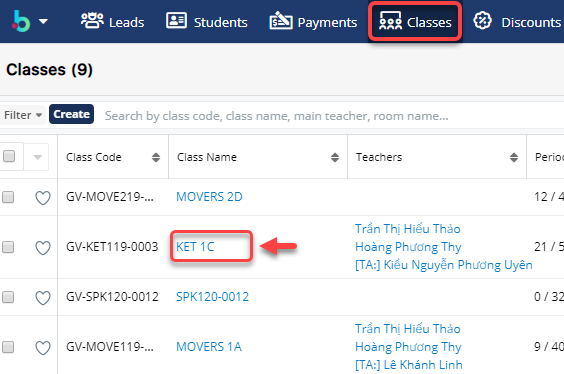 Leads Students Payments Classes Discounts
Classes (9)
Filter Create Search by class code, class name, main teacher, room name...
Class Code Class Name Teachers
GV-MOVE219-... MOVERS 2D 12 / 4
Trần Thị Hiếu Thảo
GV-KET119-0003 KET 1C Hoàng Phương Thy 21 / 5
[TA:] Kiều Nguyễn Phương Uyên
GV-SPK120-0012 SPK120-0012 0 / 32
Trần Thị Hiếu Thảo
GV-MOVE119-... MOVERS 1A Hoàng Phương Thy 9 / 40
[TA:] Lê Khánh Linh